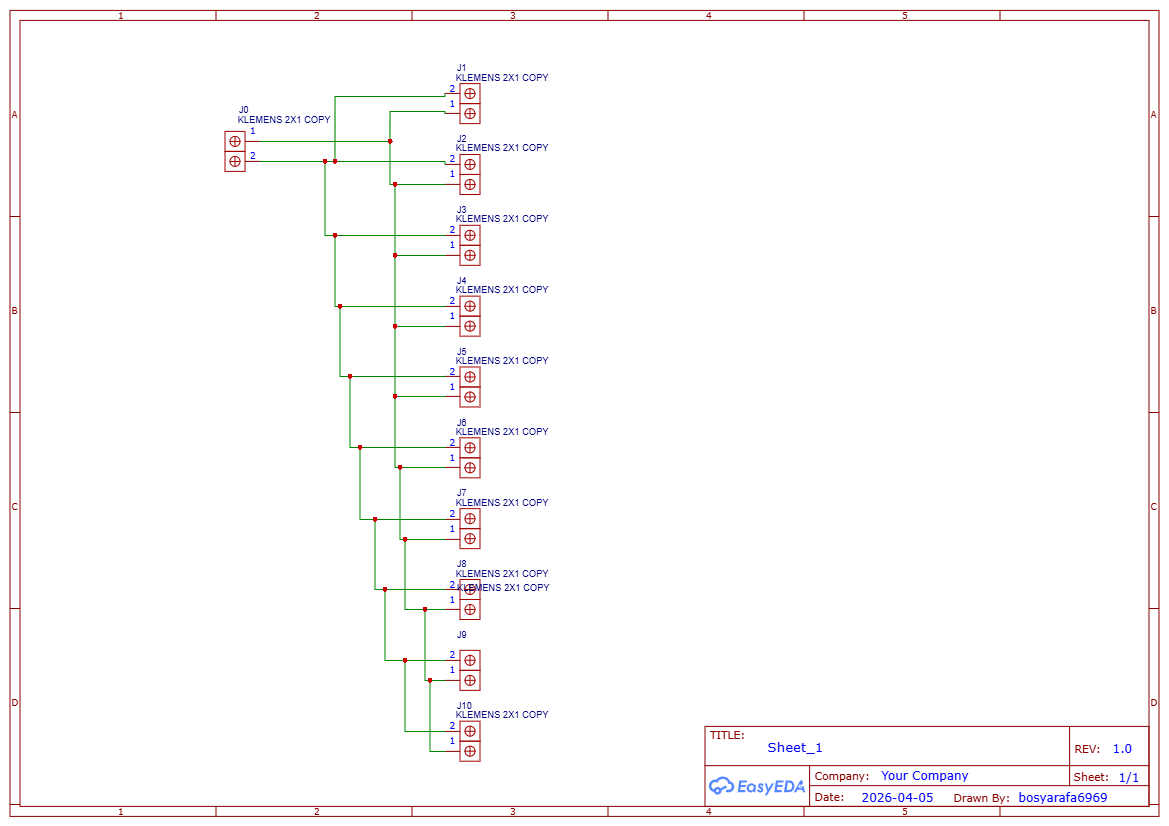 1 2 3 4 5
A A
B B
C C
D D
J0
KLEMENS 2X1 COPY
1
2
J1
KLEMENS 2X1 COPY
2
1
J2
KLEMENS 2X1 COPY
2
1
J3
KLEMENS 2X1 COPY
2
1
J4
KLEMENS 2X1 COPY
2
1
J5
KLEMENS 2X1 COPY
2
1
J6
KLEMENS 2X1 COPY
2
1
J7
KLEMENS 2X1 COPY
2
1
J8
KLEMENS 2X1 COPY
2
KLEMENS 2X1 COPY
1
J9
2
1
J10
KLEMENS 2X1 COPY
2
1
TITLE:
Sheet_1
REV: 1.0
EasyEDA
Company: Your Company
Sheet: 1/1
Date: 2026-04-05 Drawn By: bosyarafa6969
1 2 3 4 5